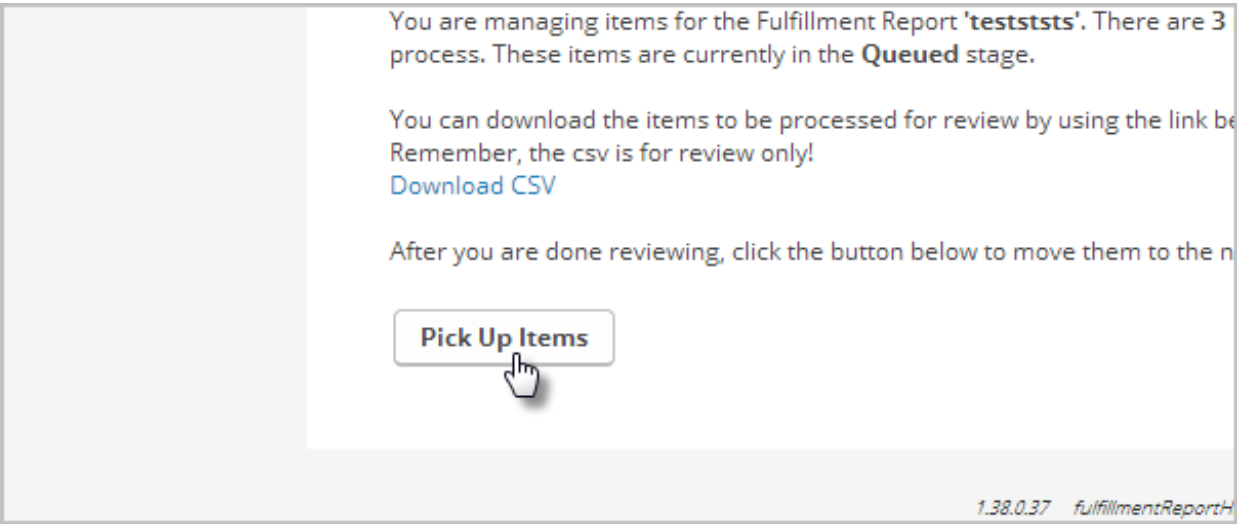 You are managing items for the Fulfillment Report 'testststs'. There are 3
process. These items are currently in the Queued stage.
You can download the items to be processed for review by using the link be
Remember, the csv is for review only!
Download CSV
After you are done reviewing, click the button below to move them to the n
Pick Up Items
1.38.0.37 fulfillmentReportH